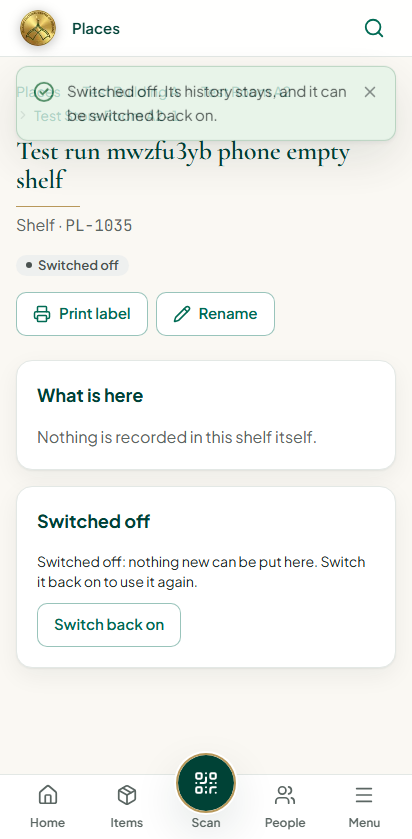 Places
Switched off. Its history stays, and it can
be switched back on.
Places
Test run mwzfu3yb phone empty
shelf
Shelf · PL-1035
Switched off
Print label
Rename
What is here
Nothing is recorded in this shelf itself.
Switched off
Switched off: nothing new can be put here. Switch
it back on to use it again.
Switch back on
Home
Items
Scan
People
Menu